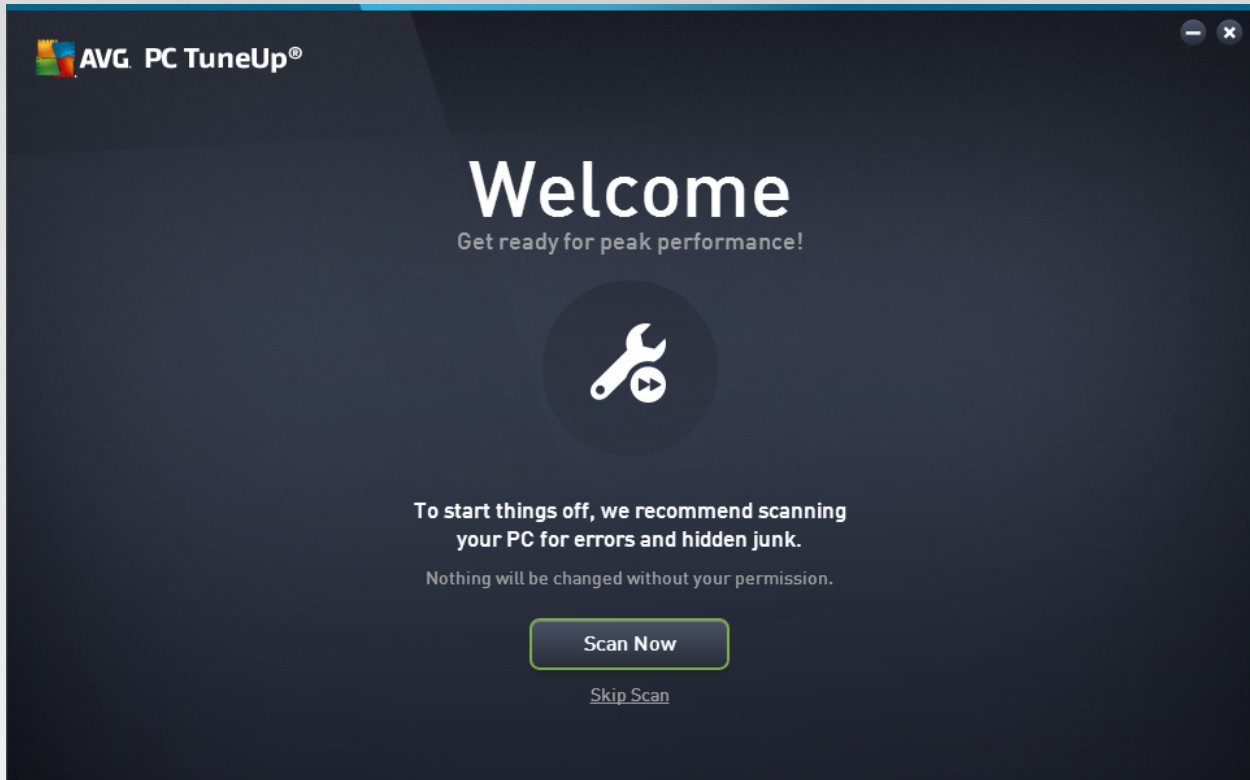 AVG. PC TuneUp®
Welcome
Get ready for peak performance!
To start things off, we recommend scanning
your PC for errors and hidden junk.
Nothing will be changed without your permission.
Scan Now
Skip Scan